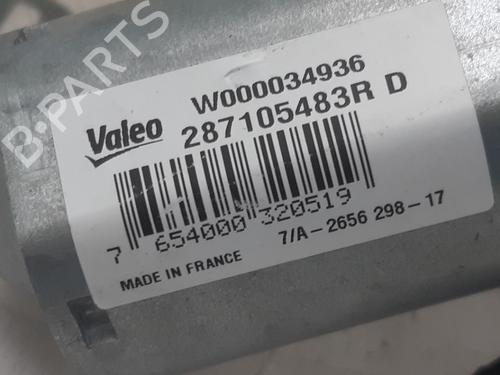 B-PARTS
W000034936
Valeo
287105483R D
7 654000 320519
7/A-2656 298-17
MADE IN FRANCE